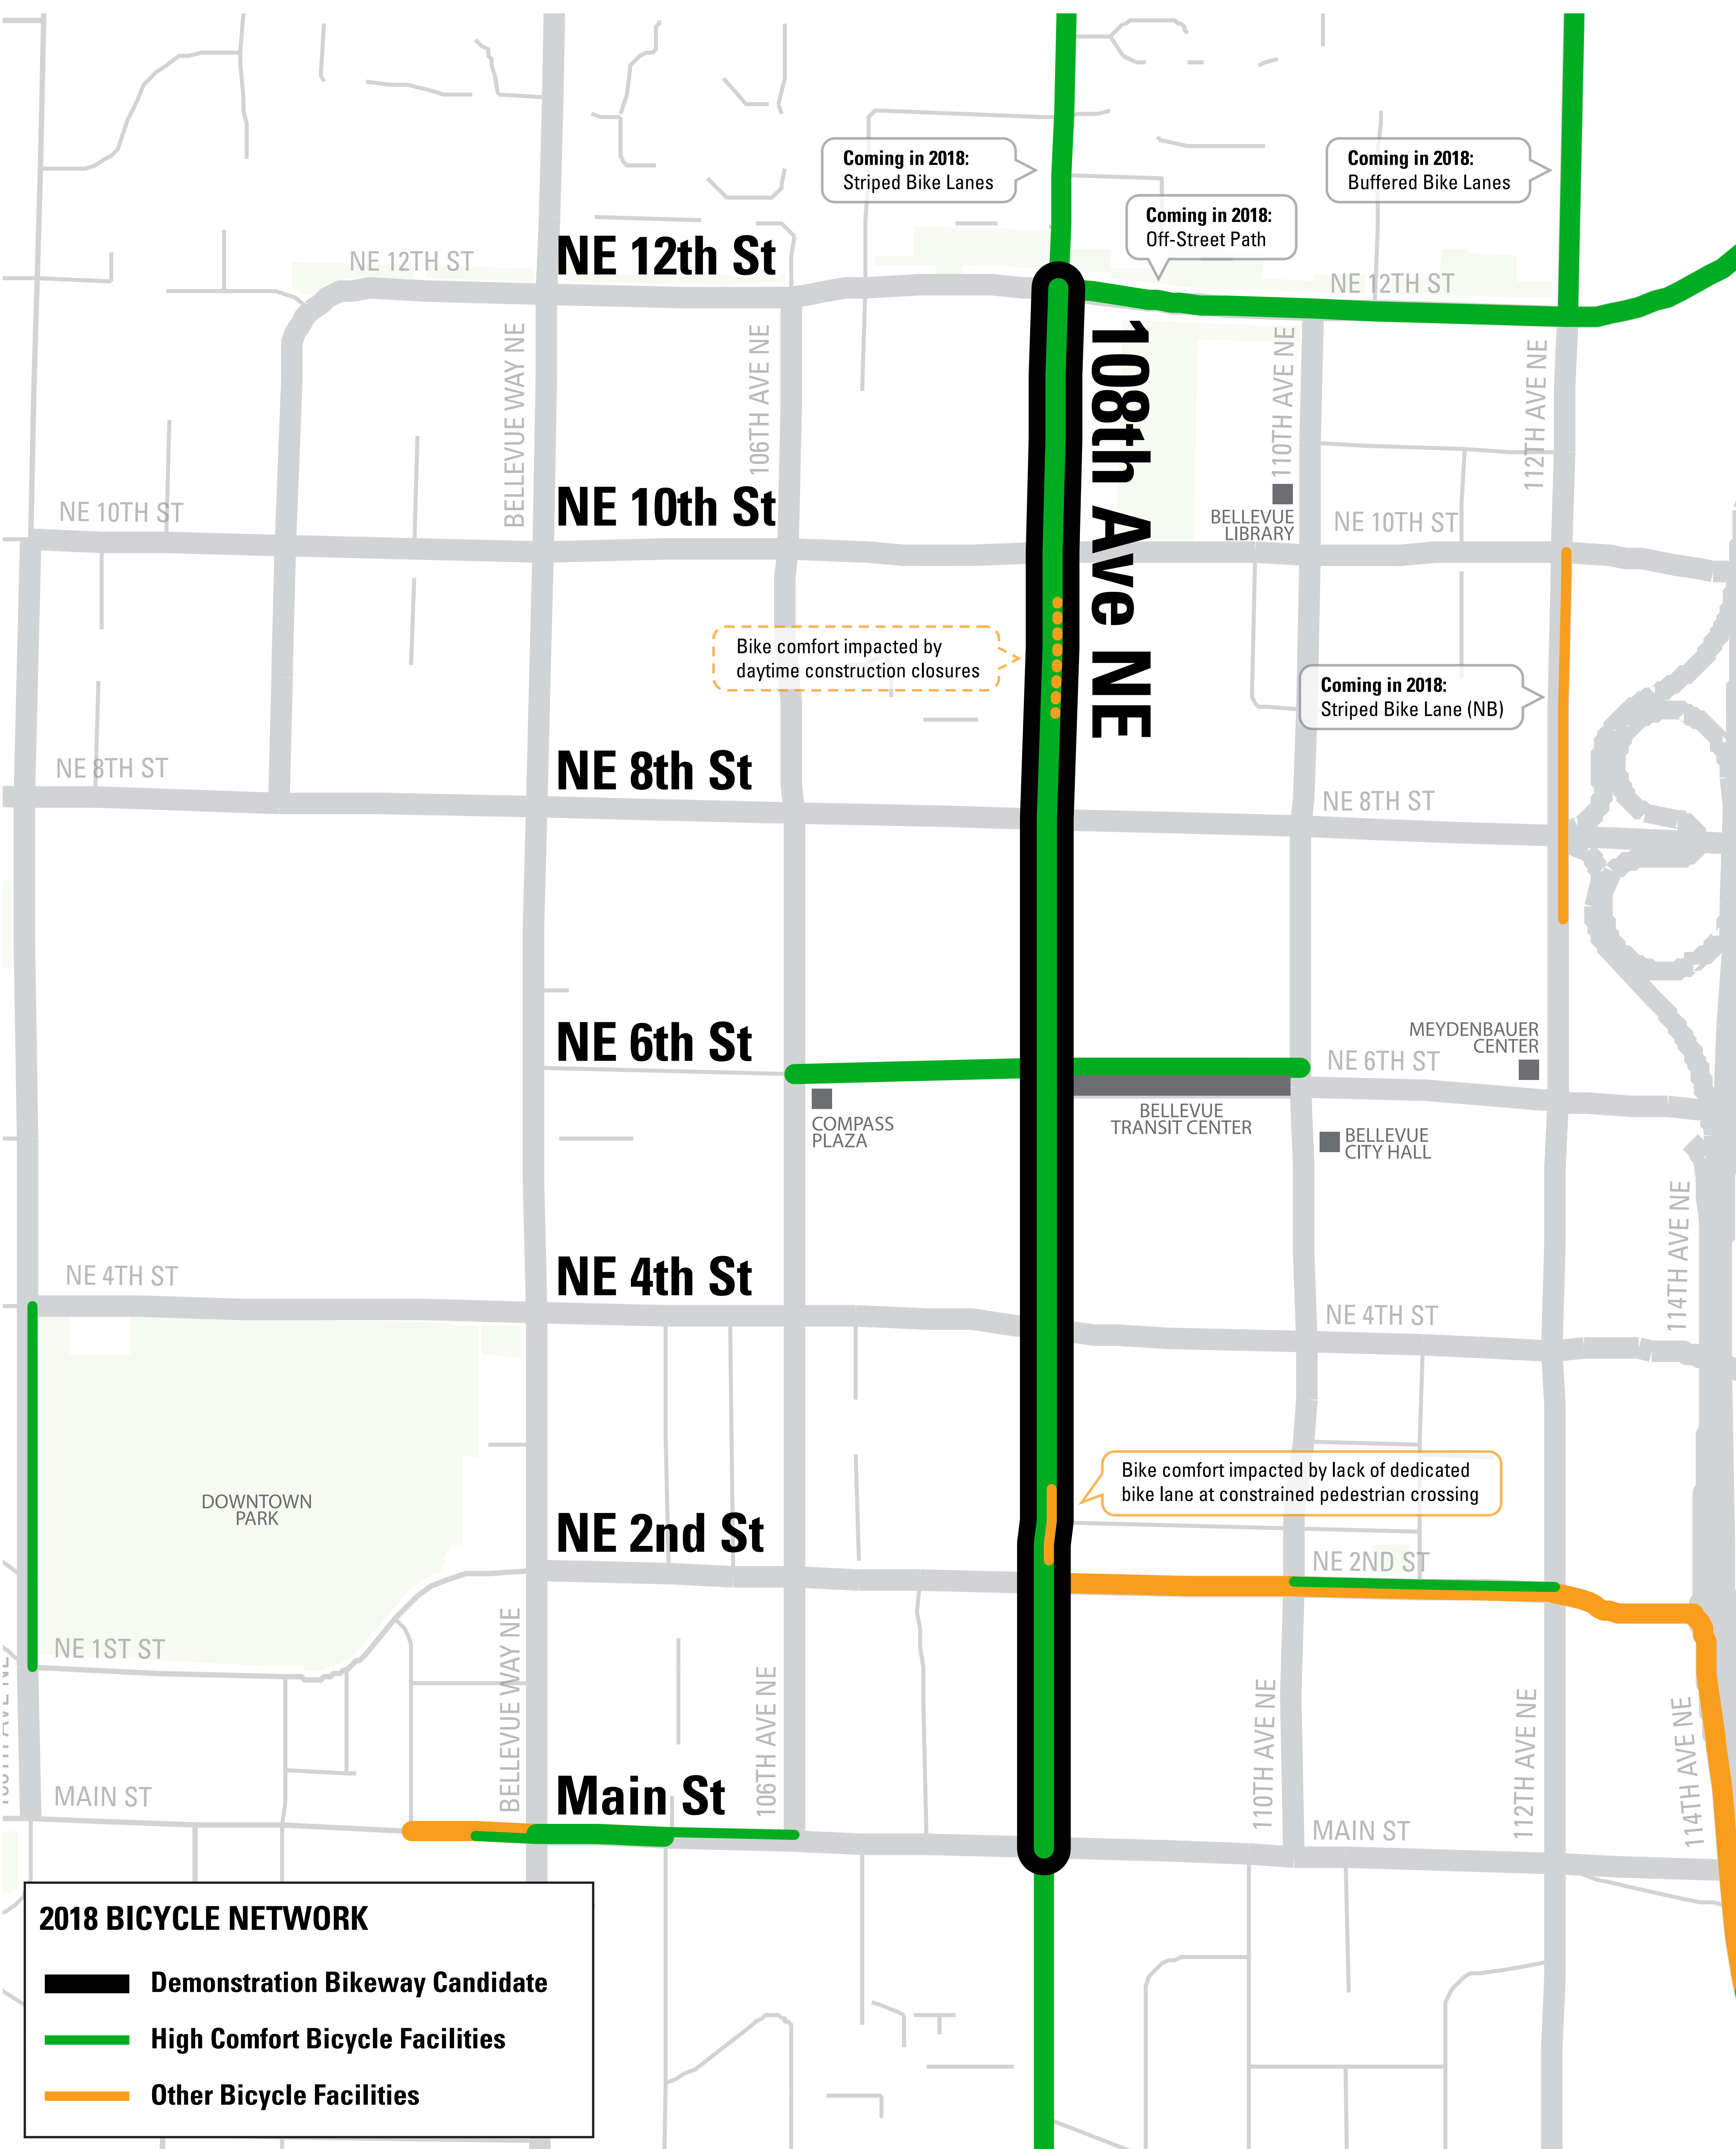 Coming in 2018:
Striped Bike Lanes
Coming in 2018:
Buffered Bike Lanes
Coming in 2018:
Off-Street Path
NE 12TH ST
NE 12th St
NE 12TH ST
BELLEVUE WAY NE
106TH AVE NE
108th Ave NE
110TH AVE NE
112TH AVE NE
NE 10TH ST
NE 10th St
BELLEVUE
LIBRARY
NE 10TH ST
Bike comfort impacted by
daytime construction closures
Coming in 2018:
Striped Bike Lane (NB)
NE 8TH ST
NE 8th St
NE 8TH ST
NE 6th St
MEYDENBAUER
CENTER
NE 6TH ST
COMPASS
PLAZA
BELLEVUE
TRANSIT CENTER
BELLEVUE
CITY HALL
114TH AVE NE
NE 4TH ST
NE 4th St
NE 4TH ST
Bike comfort impacted by lack of dedicated
bike lane at constrained pedestrian crossing
DOWNTOWN
PARK
NE 2nd St
NE 2ND ST
NE 1ST ST
BELLEVUE WAY NE
106TH AVE NE
110TH AVE NE
112TH AVE NE
114TH AVE NE
MAIN ST
Main St
MAIN ST
2018 BICYCLE NETWORK
Demonstration Bikeway Candidate
High Comfort Bicycle Facilities
Other Bicycle Facilities